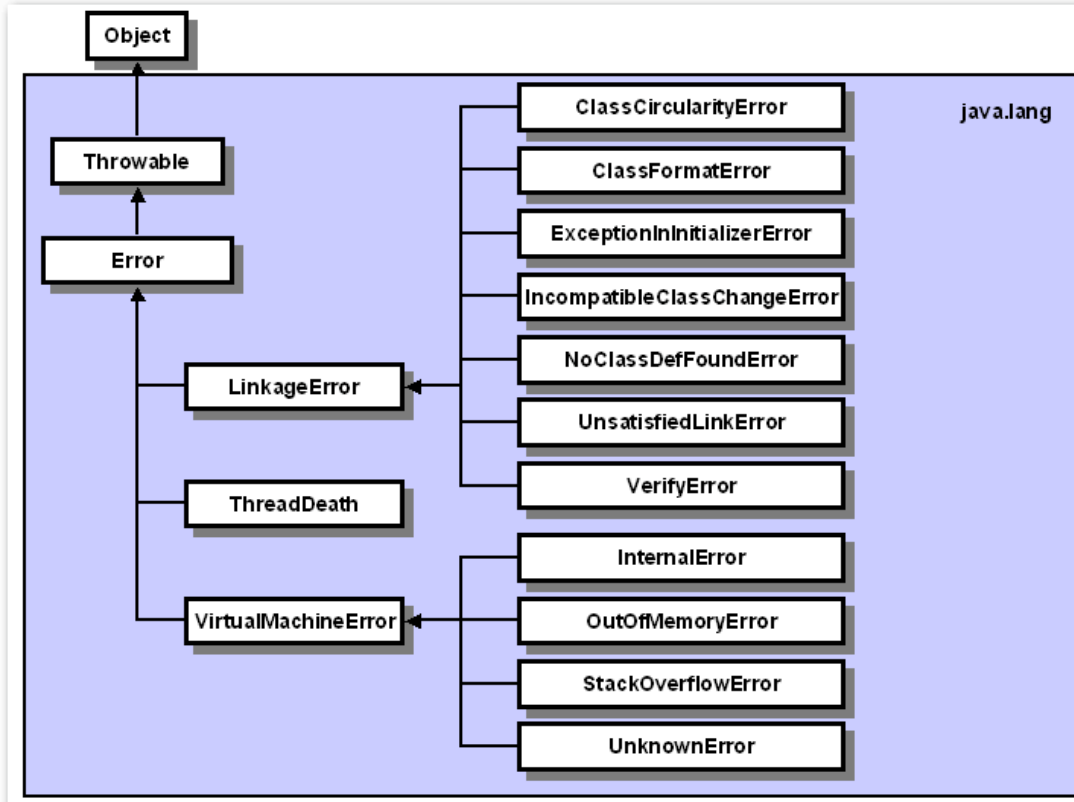 Object
java.lang
Throwable
Error
LinkageError
ThreadDeath
VirtualMachineError
ClassCircularityError
ClassFormatError
ExceptionInInitializerError
IncompatibleClassChangeError
NoClassDefFoundError
UnsatisfiedLinkError
VerifyError
InternalError
OutOfMemoryError
StackOverflowError
UnknownError